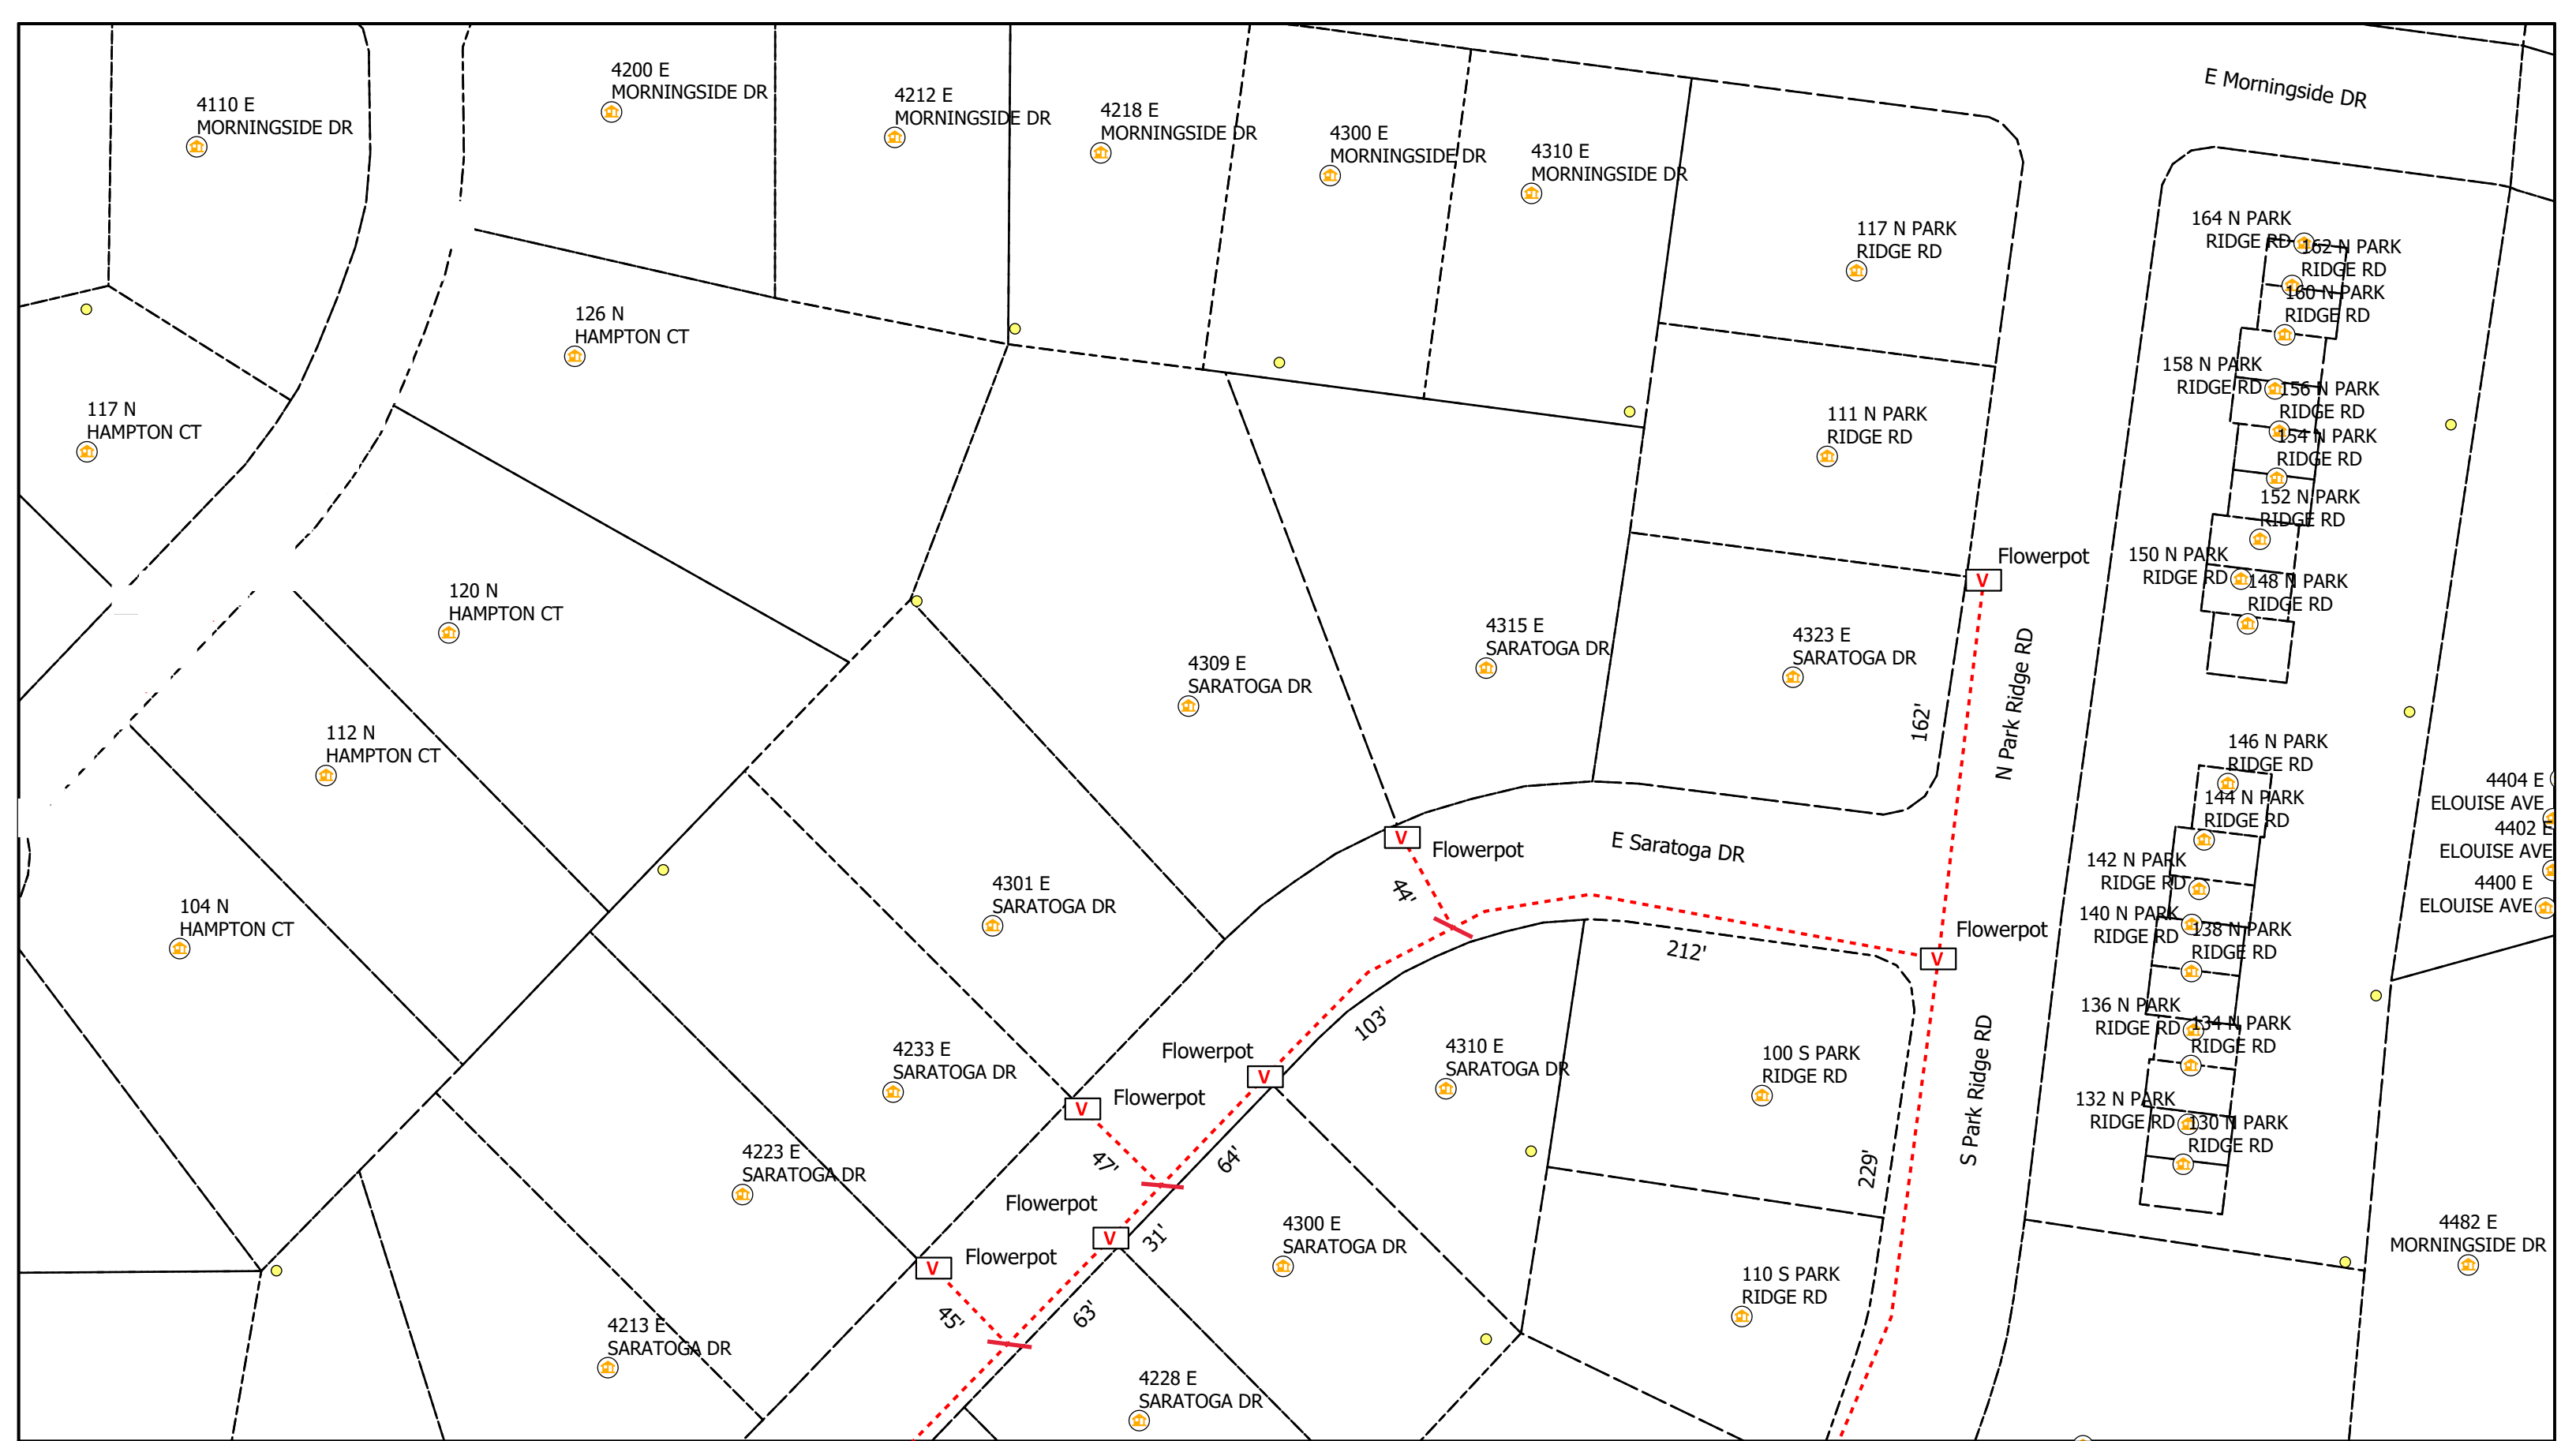 E Morningside DR
4200 E
MORNINGSIDE DR
4110 E
MORNINGSIDE DR
4212 E
MORNINGSIDE DR
4218 E
MORNINGSIDE DR
4300 E
MORNINGSIDE DR
4310 E
MORNINGSIDE DR
117 N PARK
RIDGE RD
164 N PARK
RIDGE RD
162 N PARK
RIDGE RD
160 N PARK
RIDGE RD
126 N
HAMPTON CT
158 N PARK
RIDGE RD
156 N PARK
RIDGE RD
117 N
HAMPTON CT
111 N PARK
RIDGE RD
154 N PARK
RIDGE RD
152 N PARK
RIDGE RD
Flowerpot
V
150 N PARK
RIDGE RD
148 N PARK
RIDGE RD
120 N
HAMPTON CT
4315 E
SARATOGA DR
4323 E
SARATOGA DR
4309 E
SARATOGA DR
N Park Ridge RD
162'
112 N
HAMPTON CT
146 N PARK
RIDGE RD
4404 E
ELOUISE AVE
144 N PARK
RIDGE RD
4402 E
ELOUISE AVE
V
Flowerpot
E Saratoga DR
142 N PARK
RIDGE RD
4400 E
ELOUISE AVE
44'
4301 E
SARATOGA DR
104 N
HAMPTON CT
140 N PARK
RIDGE RD
138 N PARK
RIDGE RD
Flowerpot
V
212'
136 N PARK
RIDGE RD
134 N PARK
RIDGE RD
103'
4233 E
SARATOGA DR
Flowerpot
V
4310 E
SARATOGA DR
100 S PARK
RIDGE RD
S Park Ridge RD
V
Flowerpot
132 N PARK
RIDGE RD
130 N PARK
RIDGE RD
4223 E
SARATOGA DR
47'
64'
229'
Flowerpot
V
31'
4300 E
SARATOGA DR
4482 E
MORNINGSIDE DR
V
Flowerpot
110 S PARK
RIDGE RD
45'
63'
4213 E
SARATOGA DR
4228 E
SARATOGA DR